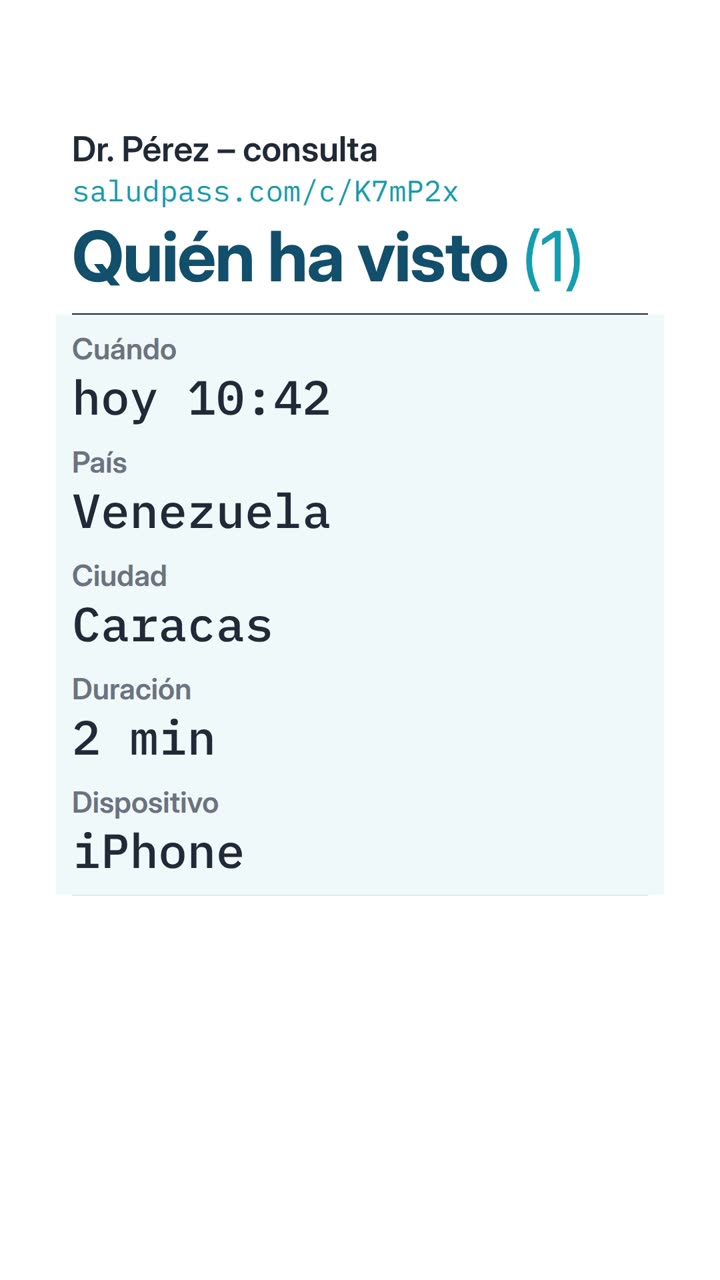 Dr. Pérez – consulta
saludpass.com/c/K7mP2x
Quién ha visto (1)
Cuándo
hoy 10:42
País
Venezuela
Ciudad
Caracas
Duración
2 min
Dispositivo
iPhone